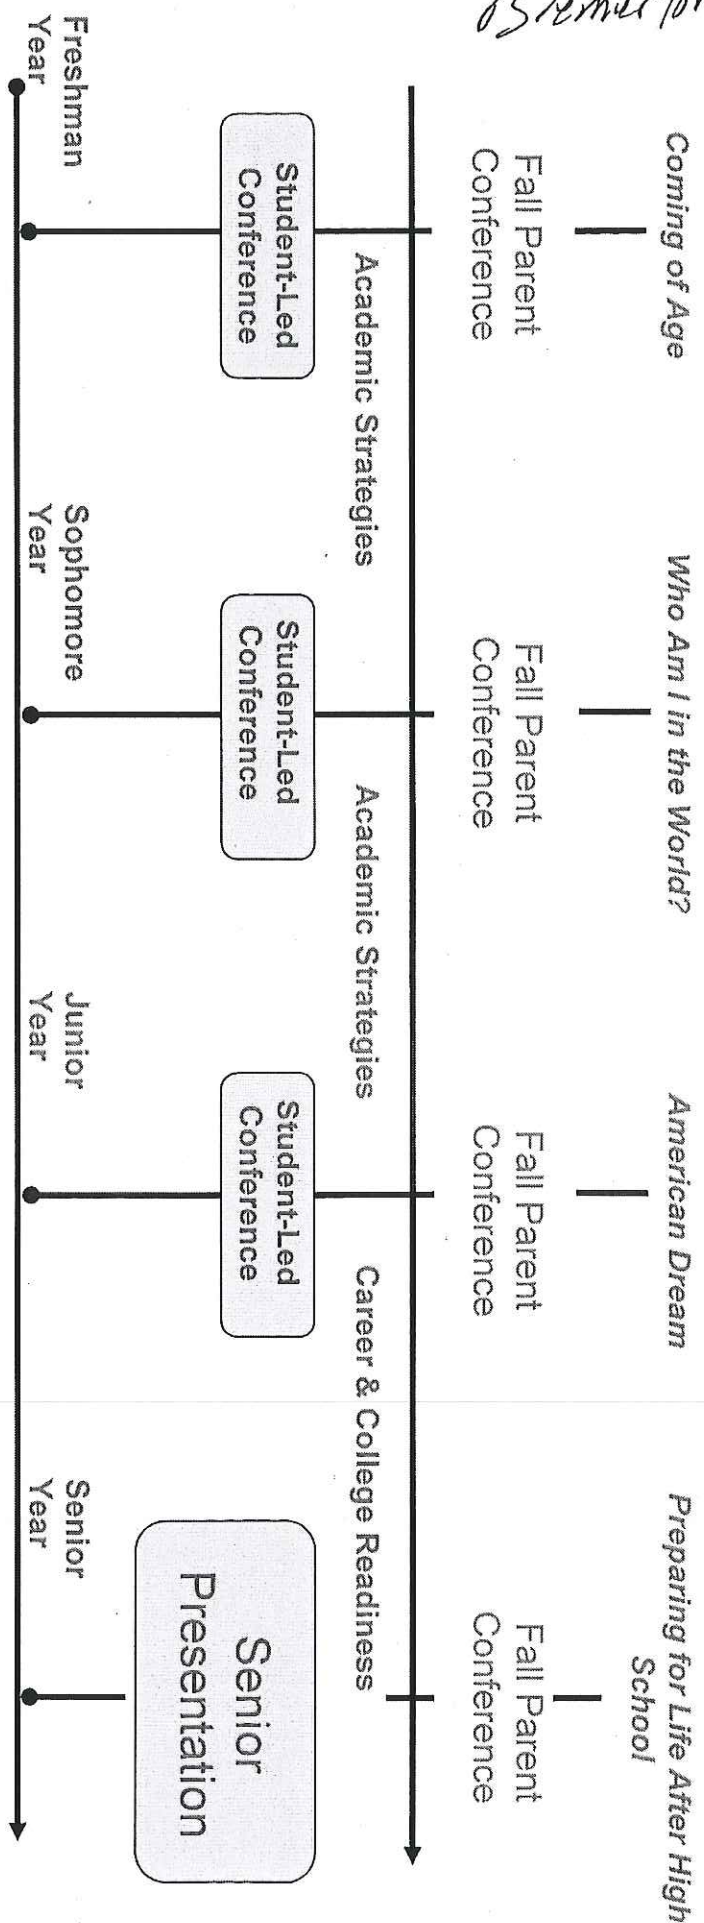 Coming of Age
Who Am I in the World?
American Dream
Preparing for Life After High
School
Fall Parent
Conference
Fall Parent
Conference
Fall Parent
Conference
Fall Parent
Conference
Academic Strategies
Academic Strategies
Career & College Readiness
Student-Led
Conference
Student-Led
Conference
Student-Led
Conference
Senior
Presentation
Freshman
Year
Sophomore
Year
Junior
Year
Senior
Year